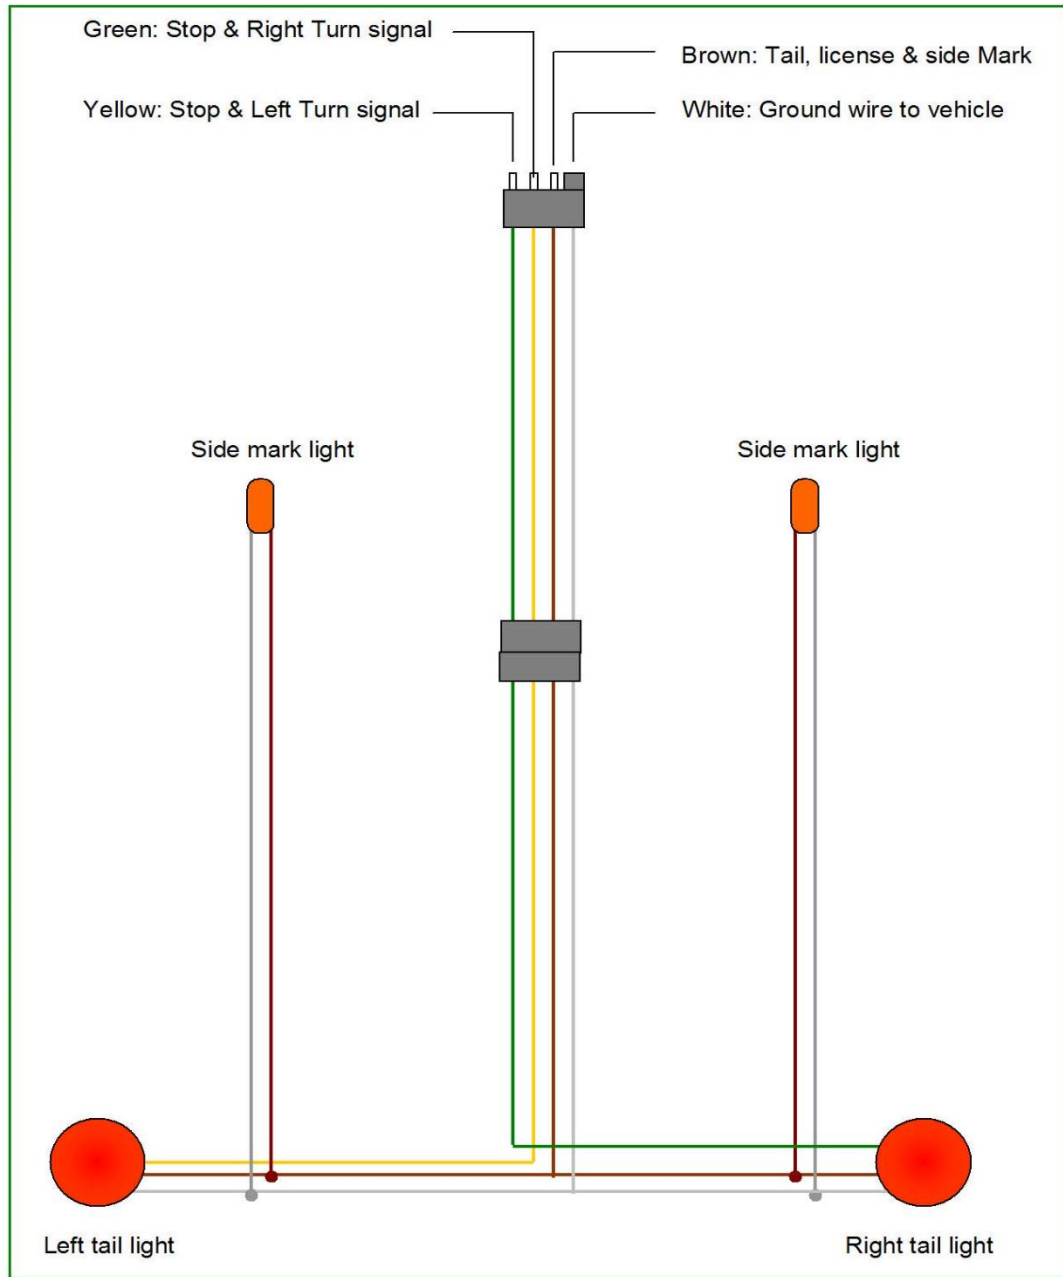 Green: Stop & Right Turn signal
Brown: Tail, license & side Mark
Yellow: Stop & Left Turn signal
White: Ground wire to vehicle
Side mark light
Side mark light
Left tail light
Right tail light